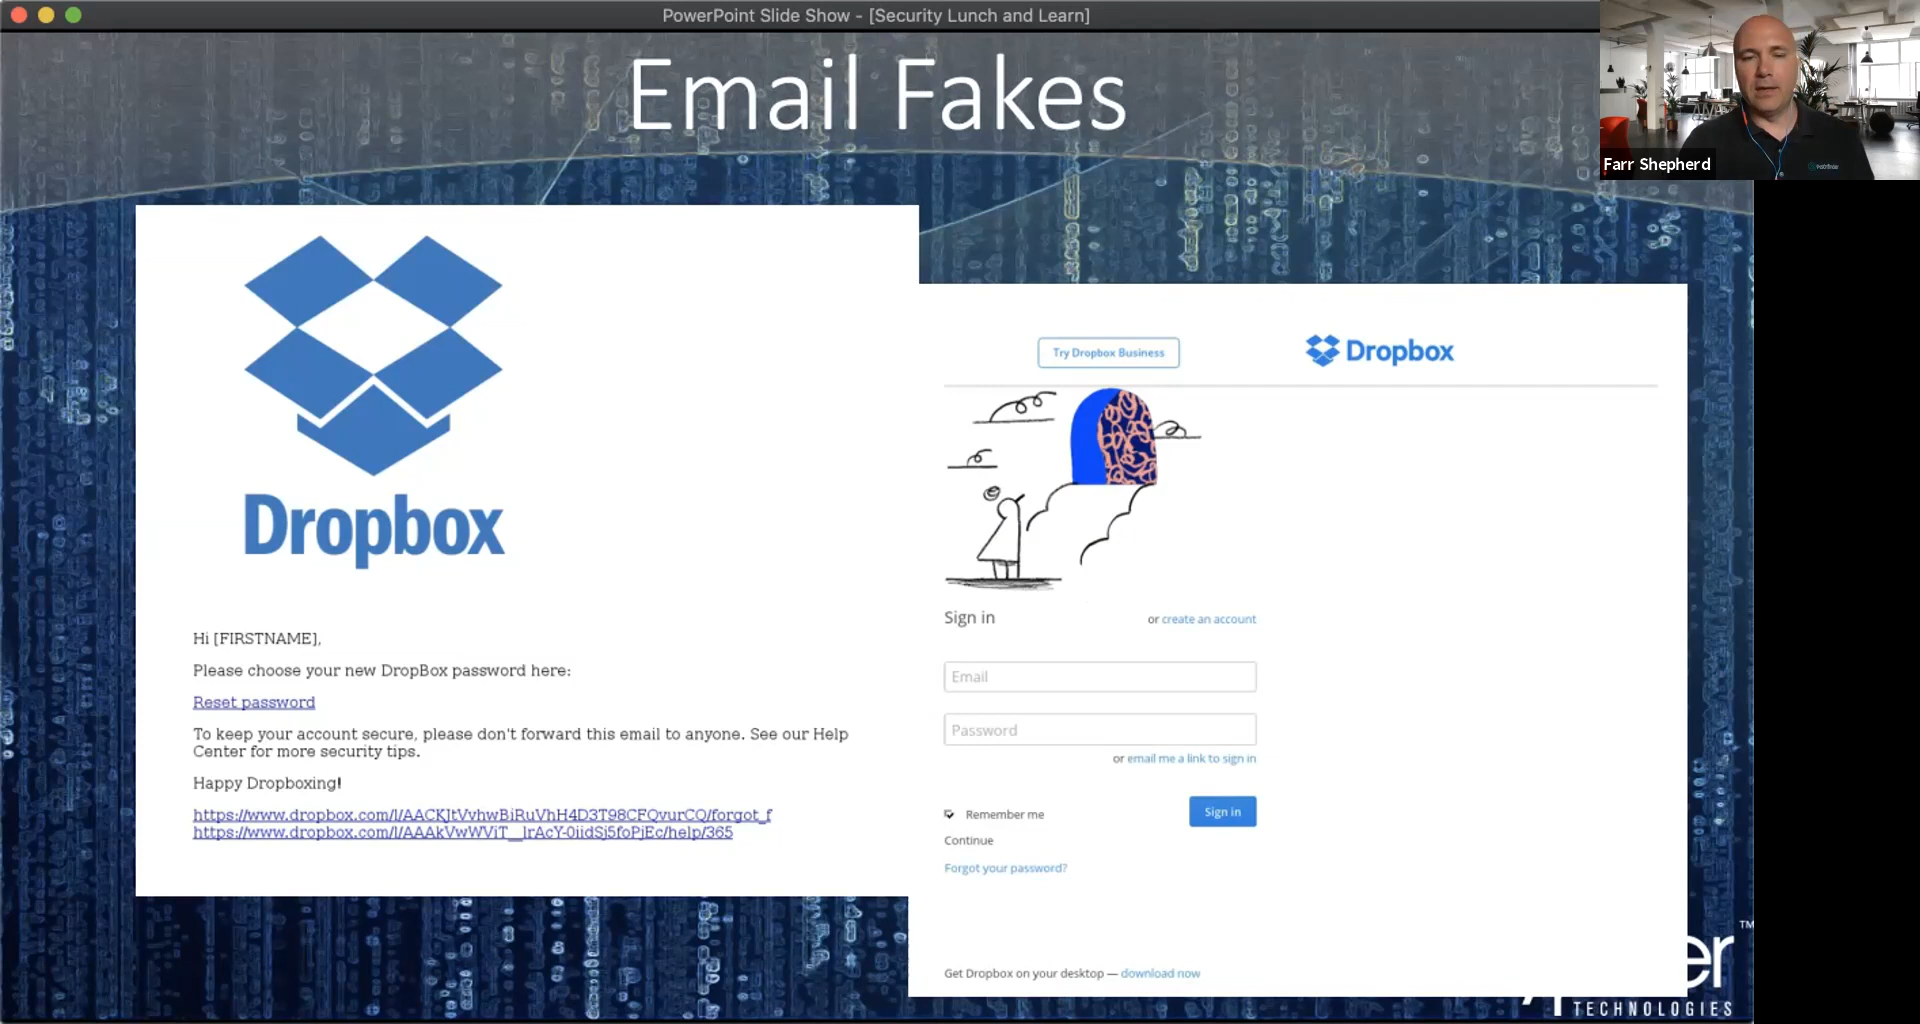 PowerPoint Slide Show - [Security Lunch and Learn]
Email Fakes
Farr Shepherd
Dropbox
Hi [FIRSTNAME],
Please choose your new DropBox password here:
Reset password
To keep your account secure, please don't forward this email to anyone. See our Help
Center for more security tips.
Happy Dropboxing!
https://www.dropbox.com/l/AACKJtVvhwBiRuVhH4D3T98CFQvurCQ/forgot_f
https://www.dropbox.com/l/AAAkVwWViT__lrAcY-0iidSj5foPjEc/help/365
Try Dropbox Business
Dropbox
Sign in
or create an account
Email
Password
or email me a link to sign in
Remember me
Sign in
Continue
Forgot your password?
Get Dropbox on your desktop — download now
TM
TECHNOLOGIES